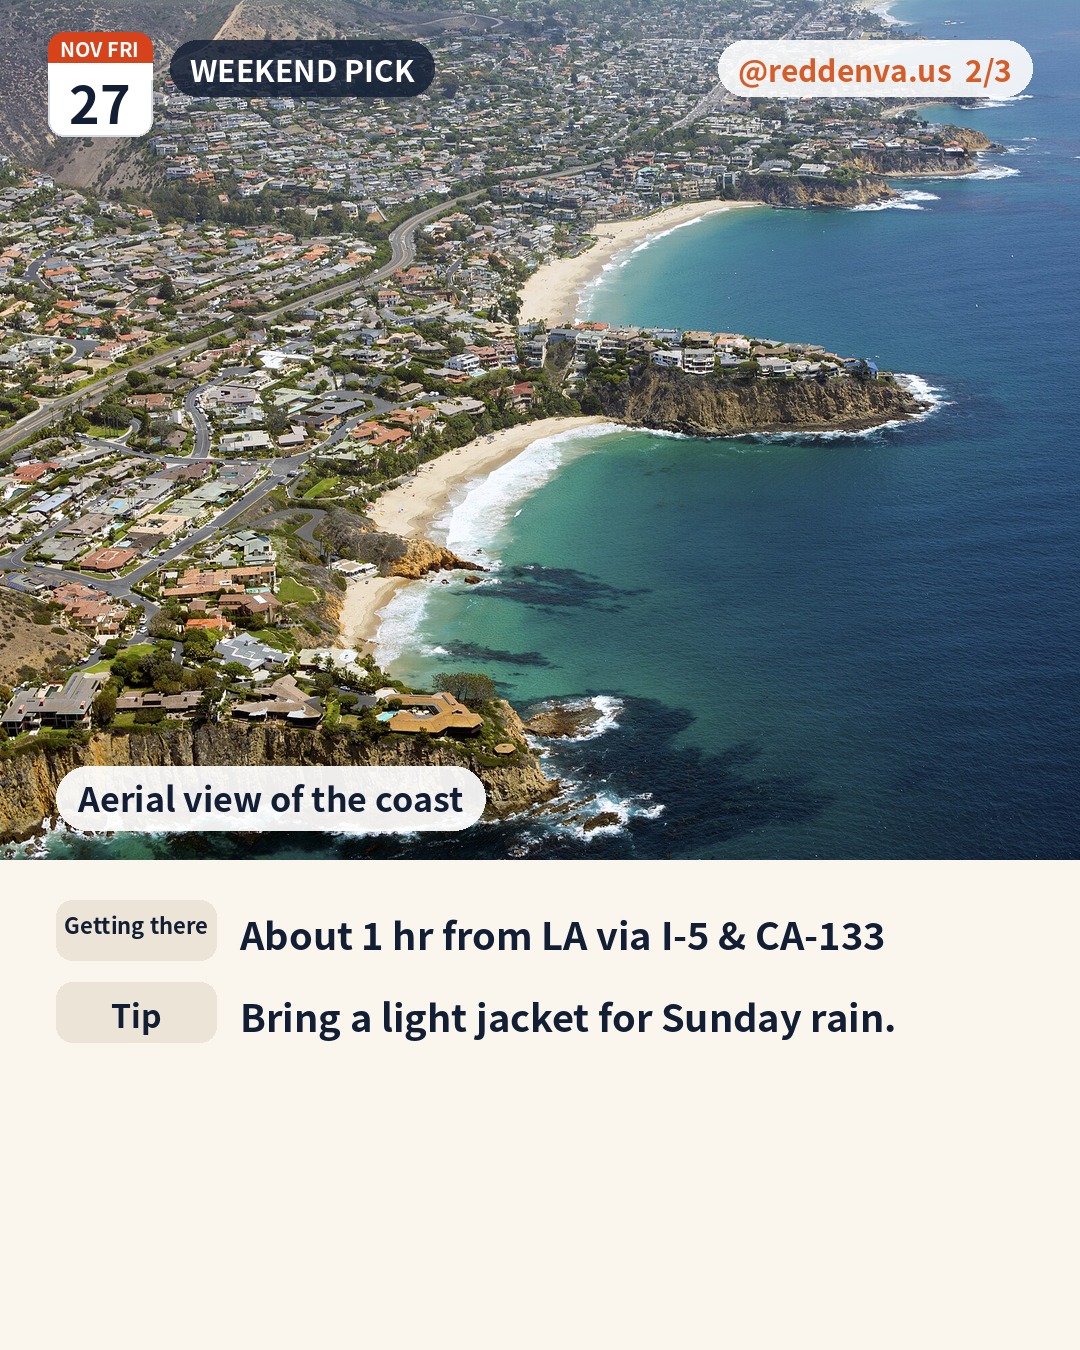 NOV FRI
27
WEEKEND PICK
@reddenva.us 2/3
Aerial view of the coast
Getting there
About 1 hr from LA via I-5 & CA-133
Tip
Bring a light jacket for Sunday rain.